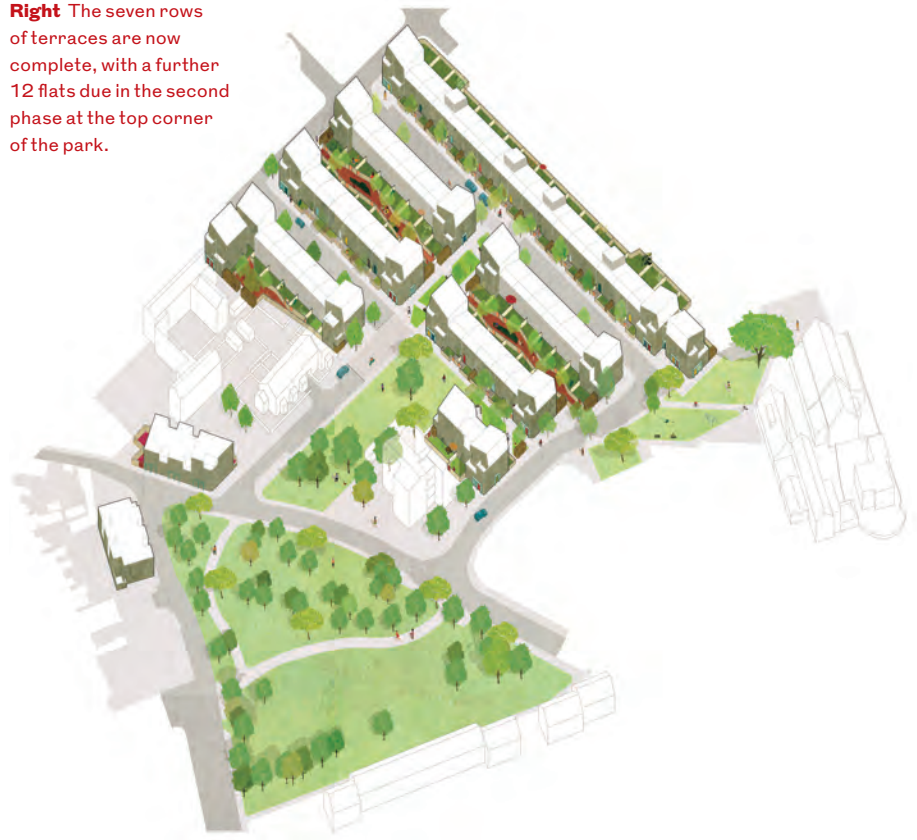 Right The seven rows
of terraces are now
complete, with a further
12 flats due in the second
phase at the top corner
of the park.